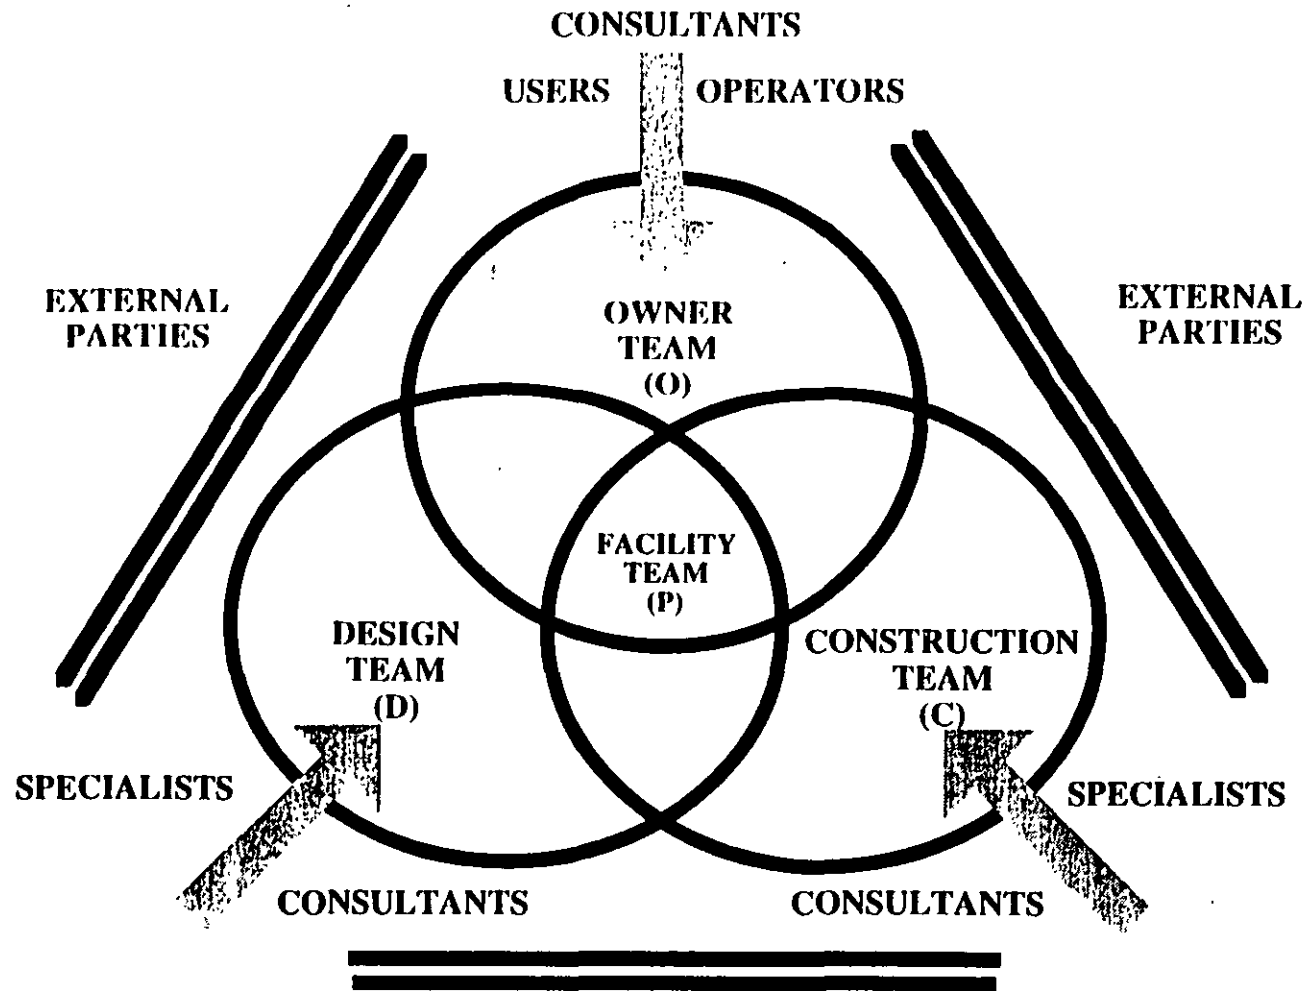 CONSULTANTS
USERS OPERATORS
EXTERNAL
PARTIES
EXTERNAL
PARTIES
OWNER
TEAM
(O)
FACILITY
TEAM
(P)
DESIGN
TEAM
(D)
CONSTRUCTION
TEAM
(C)
SPECIALISTS
SPECIALISTS
CONSULTANTS
CONSULTANTS